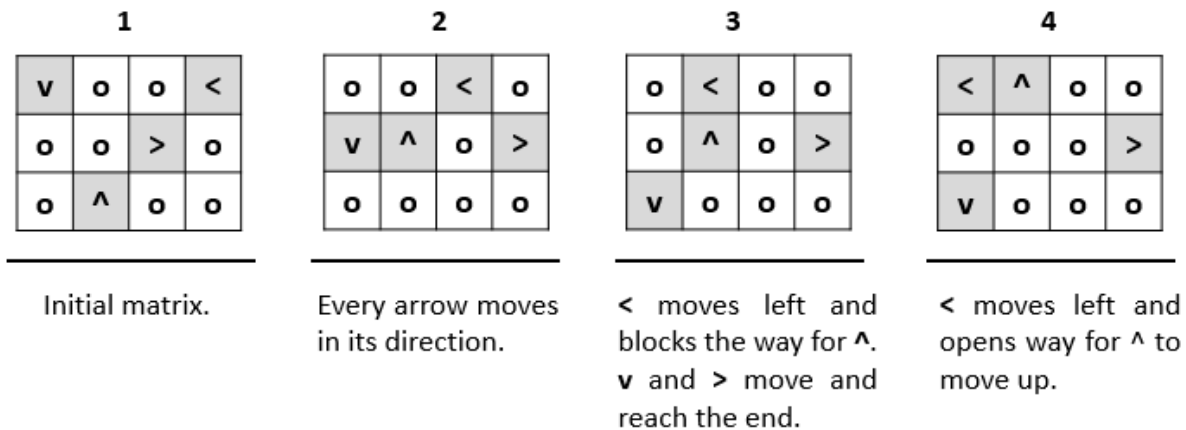 1 2 3 4
v o o < o o < o o < o o < ^ o o
o o > o v ^ o > o ^ o > o o o >
o ^ o o o o o o v o o o v o o o
Initial matrix. Every arrow moves < moves left and < moves left and
in its direction. blocks the way for ^. opens way for ^ to
v and > move and move up.
reach the end.